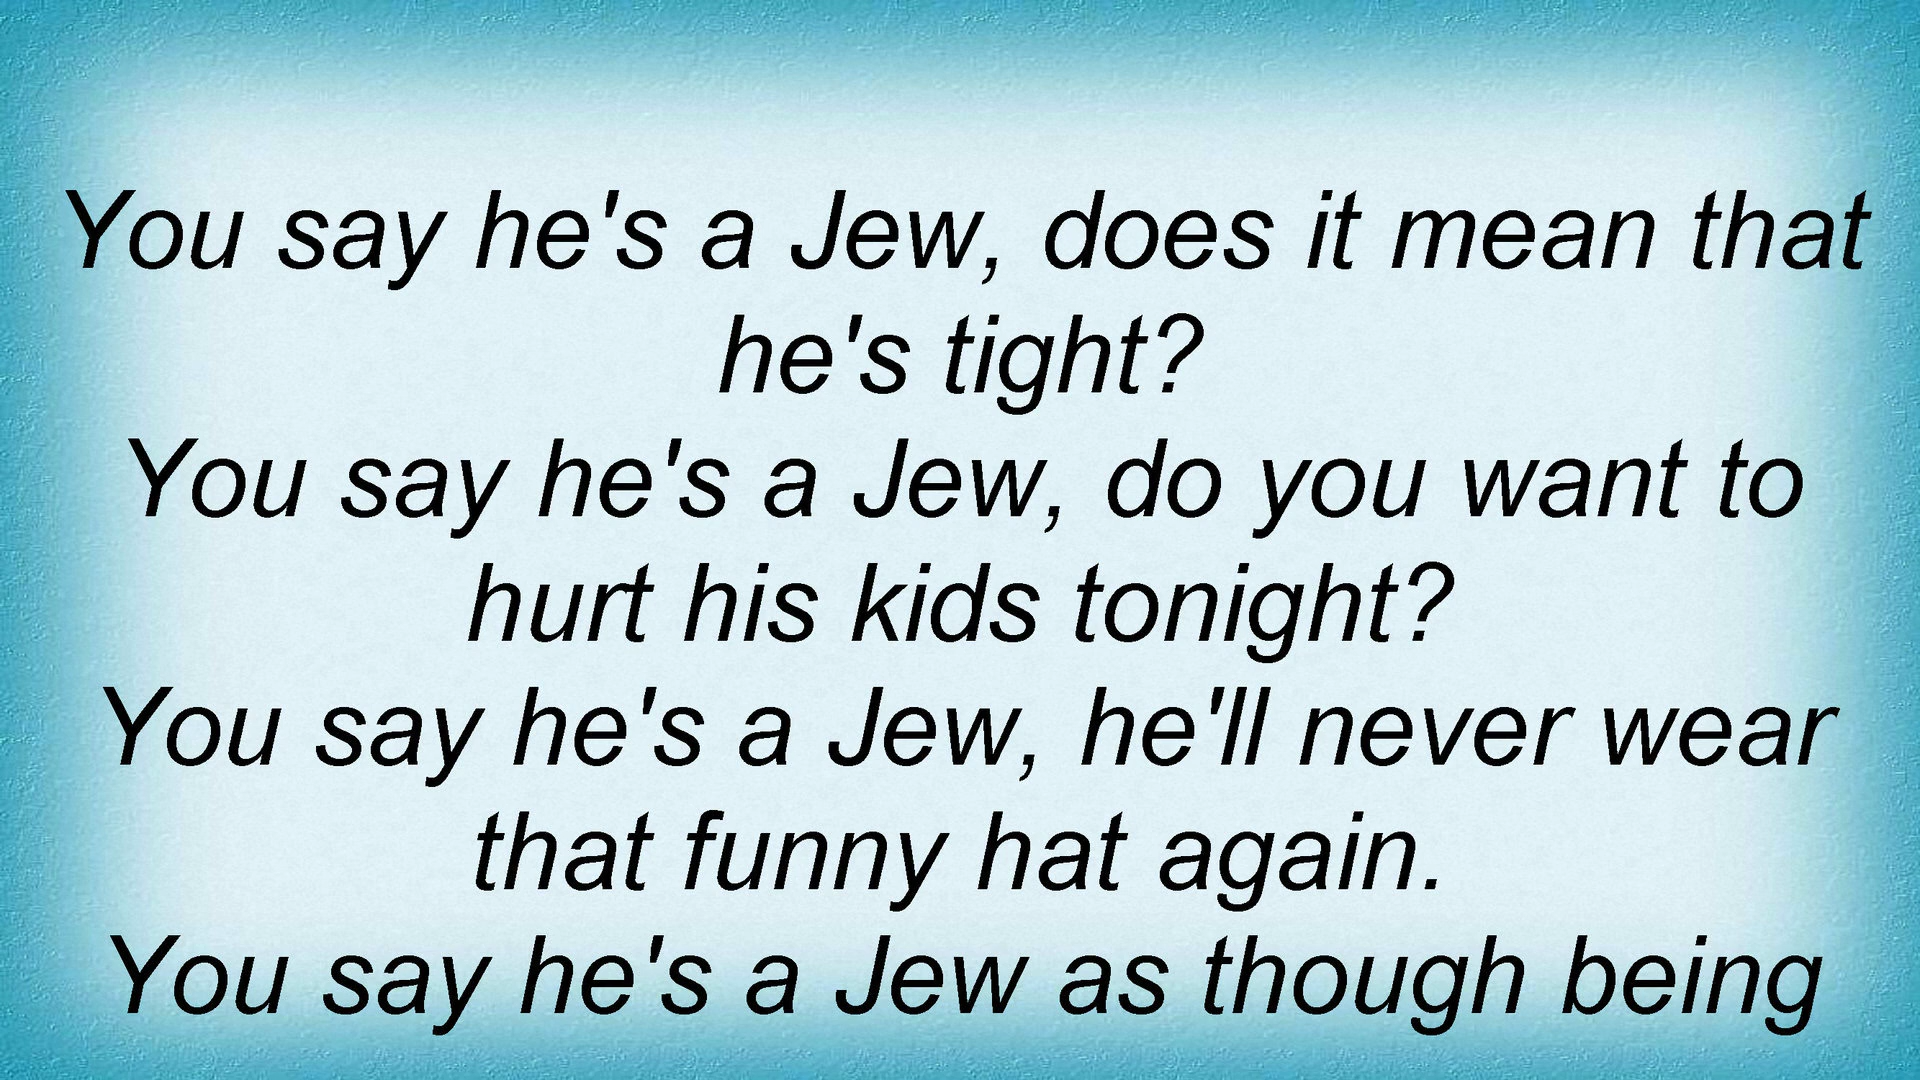 You say he's a Jew, does it mean that
he's tight?
You say he's a Jew, do you want to
hurt his kids tonight?
You say he's a Jew, he'll never wear
that funny hat again.
You say he's a Jew as though being